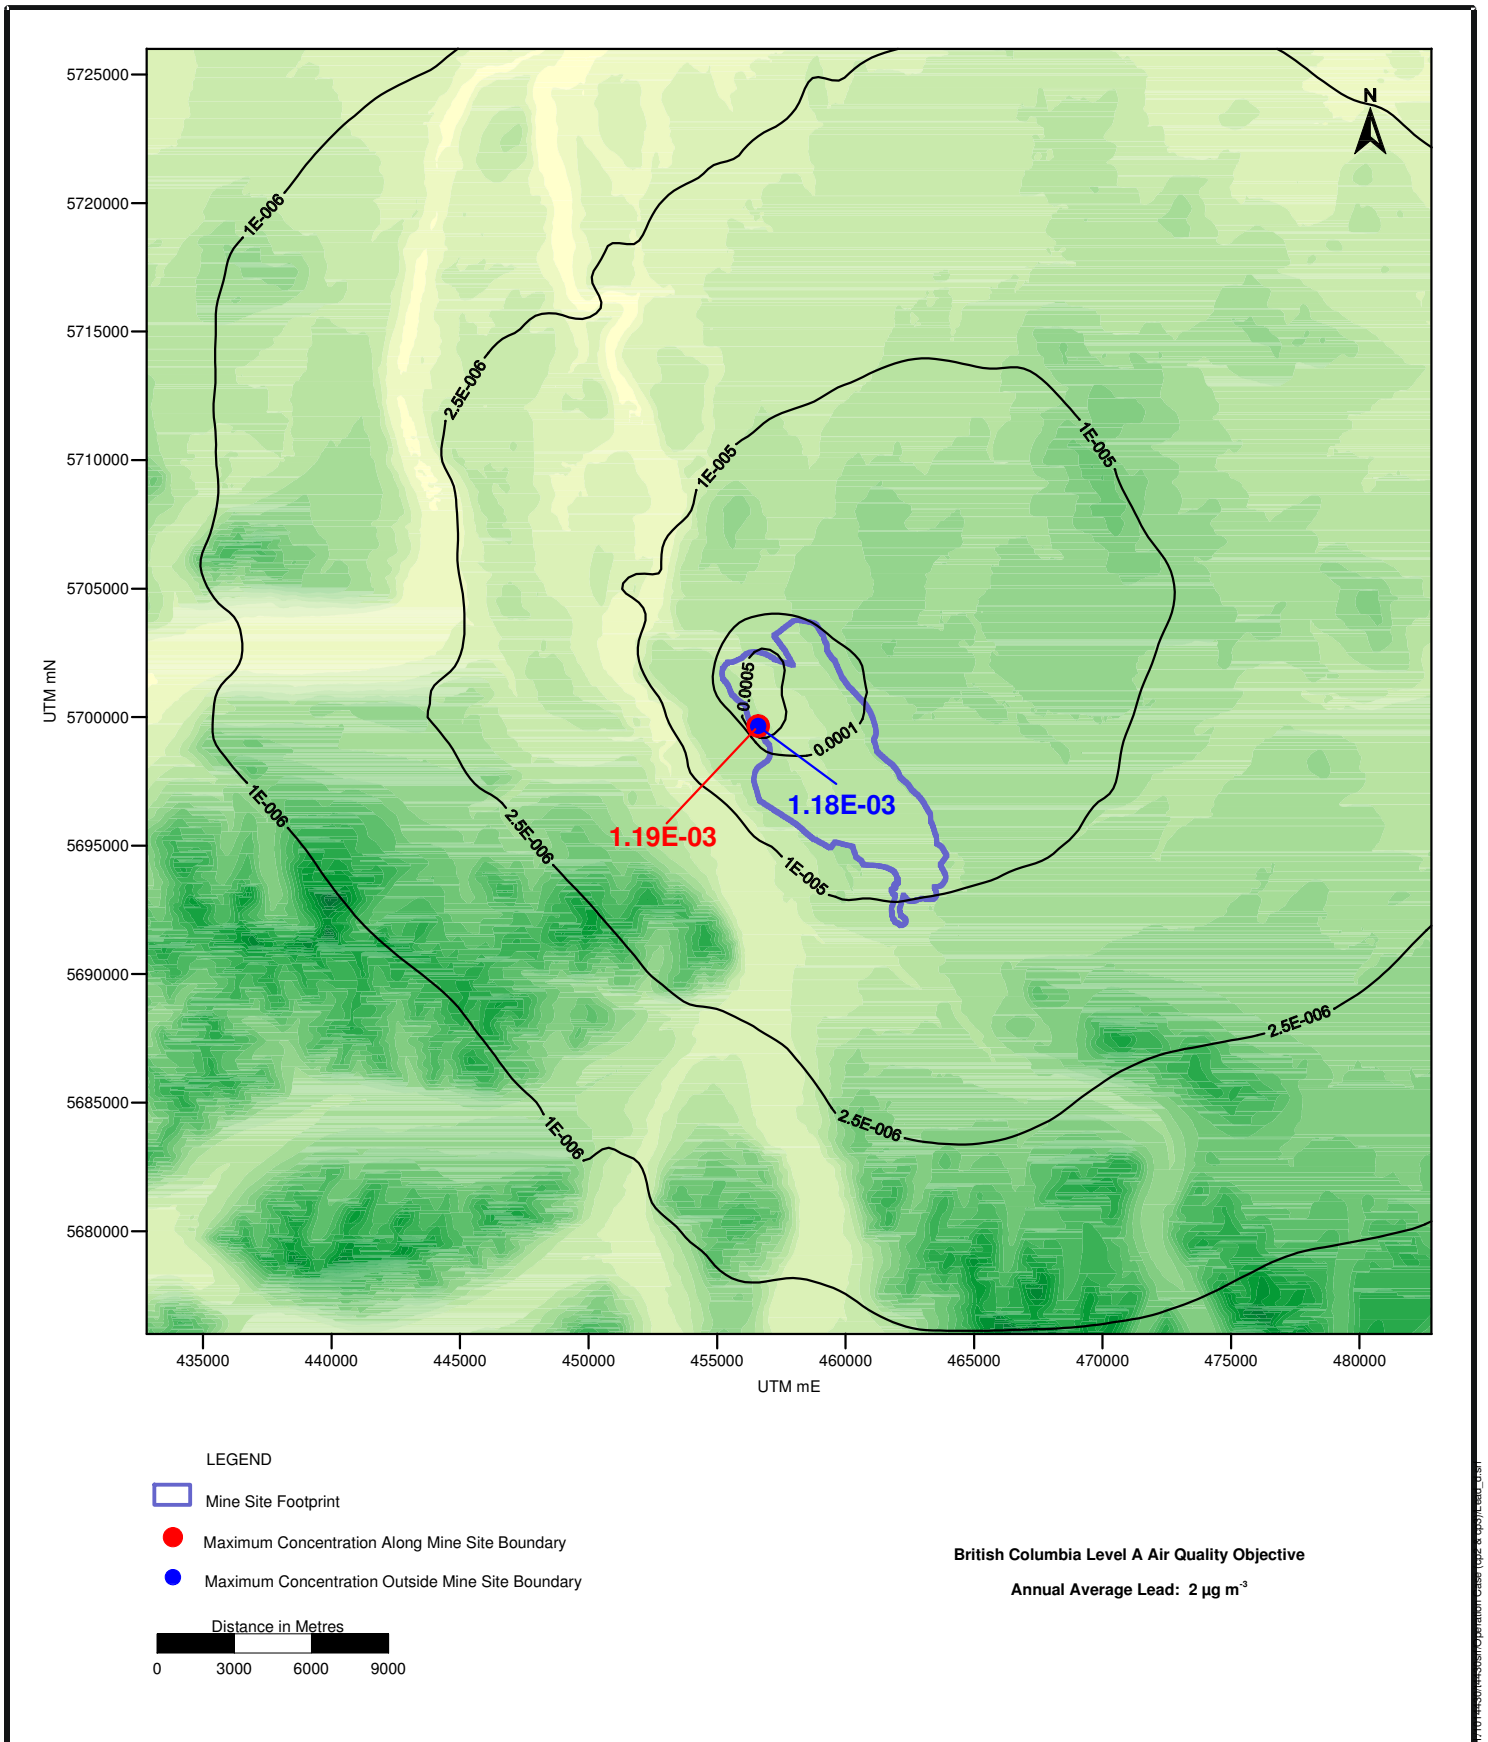 5725000
5720000
5715000
5710000
5705000
5700000
5695000
5690000
5685000
5680000
UTM mN
N
1E-006
2.5E-006
1E-005
1E-005
0.0005
0.0001
1.18E-03
1.19E-03
1E-006
2.5E-006
1E-005
2.5E-006
2.5E-006
1E-006
435000 440000 445000 450000 455000 460000 465000 470000 475000 480000
UTM mE
LEGEND
Mine Site Footprint
Maximum Concentration Along Mine Site Boundary
Maximum Concentration Outside Mine Site Boundary
Distance in Metres
0 3000 6000 9000
British Columbia Level A Air Quality Objective
Annual Average Lead: 2 µg m⁻³